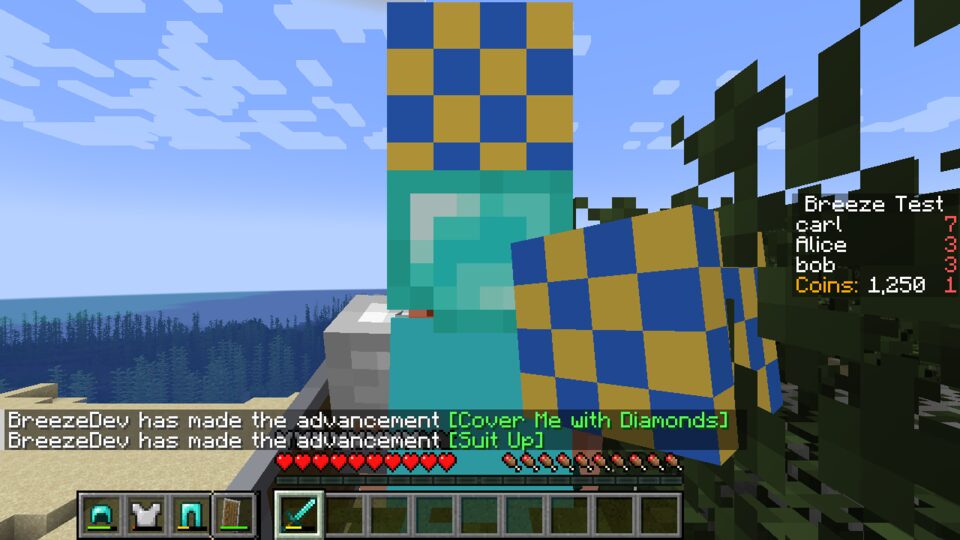 Breeze Test
carl 7
Alice 3
bob 3
Coins: 1,250 1
BreezeDev has made the advancement [Cover Me with Diamonds]
BreezeDev has made the advancement [Suit Up]